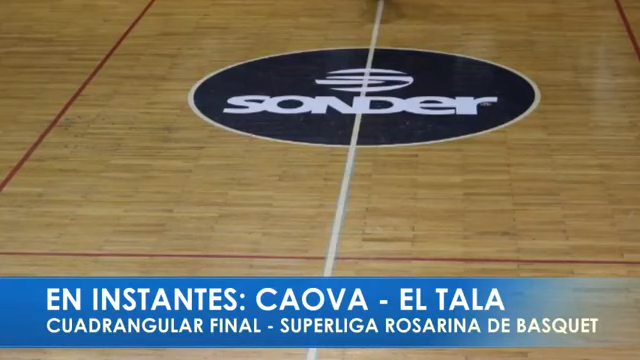 SONDER
EN INSTANTES: CAOVA - EL TALA
CUADRANGULAR FINAL - SUPERLIGA ROSARINA DE BASQUET